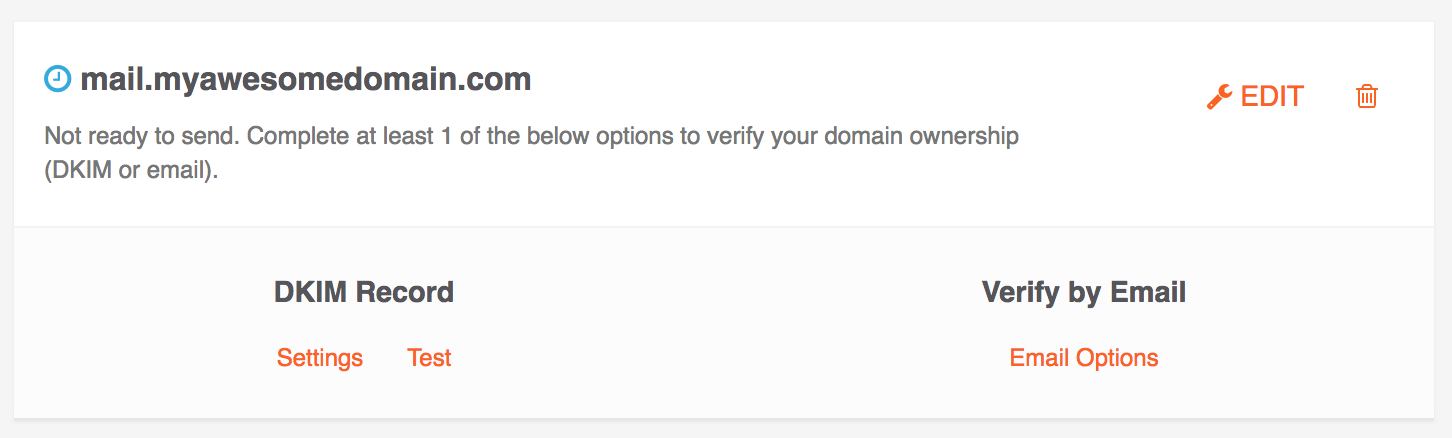 mail.myawesomedomain.com
EDIT
Not ready to send. Complete at least 1 of the below options to verify your domain ownership
(DKIM or email).
DKIM Record
Verify by Email
Settings
Test
Email Options